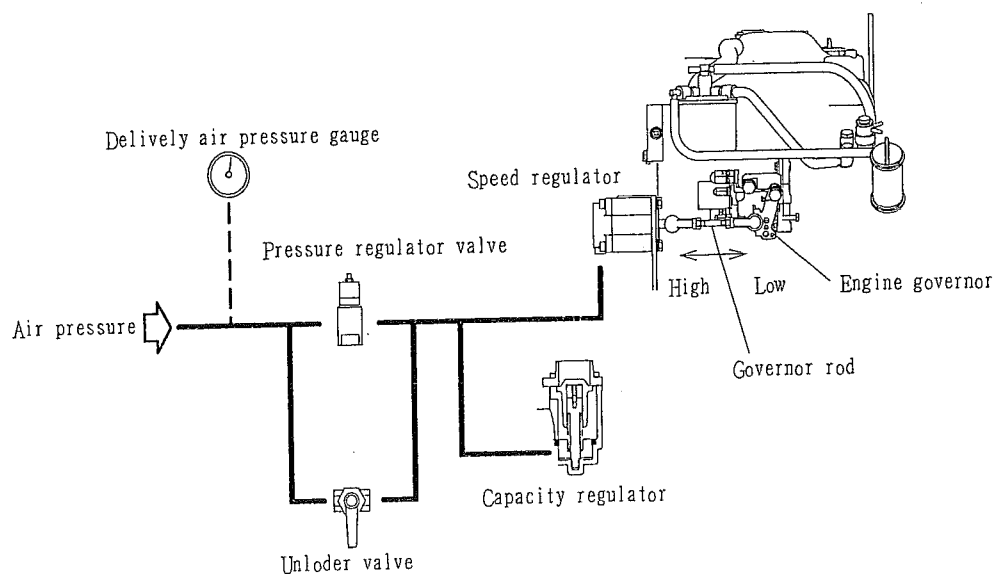 Delively air pressure gauge
Speed regulator
Pressure regulator valve
High
Low
Engine governor
Air pressure
Governor rod
Capacity regulator
Unloder valve